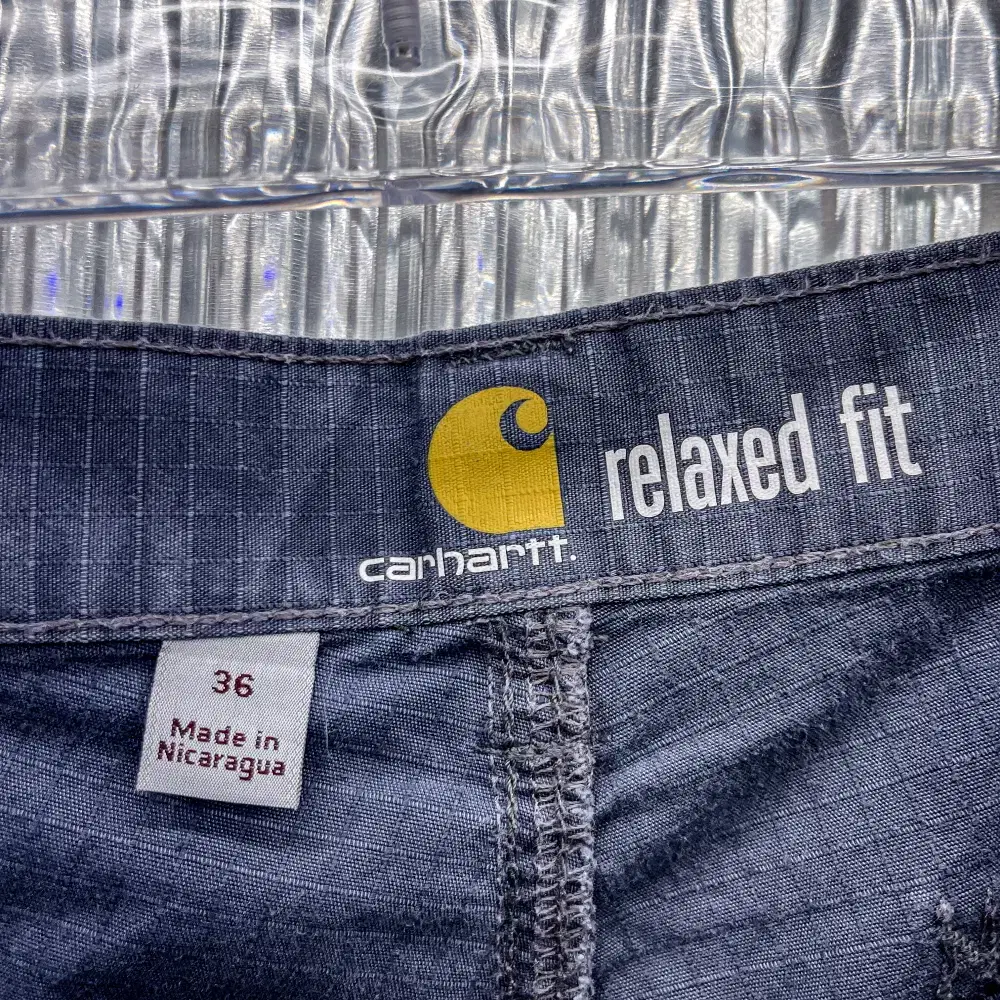 relaxed fit
carhartt.
36
Made in
Nicaragua